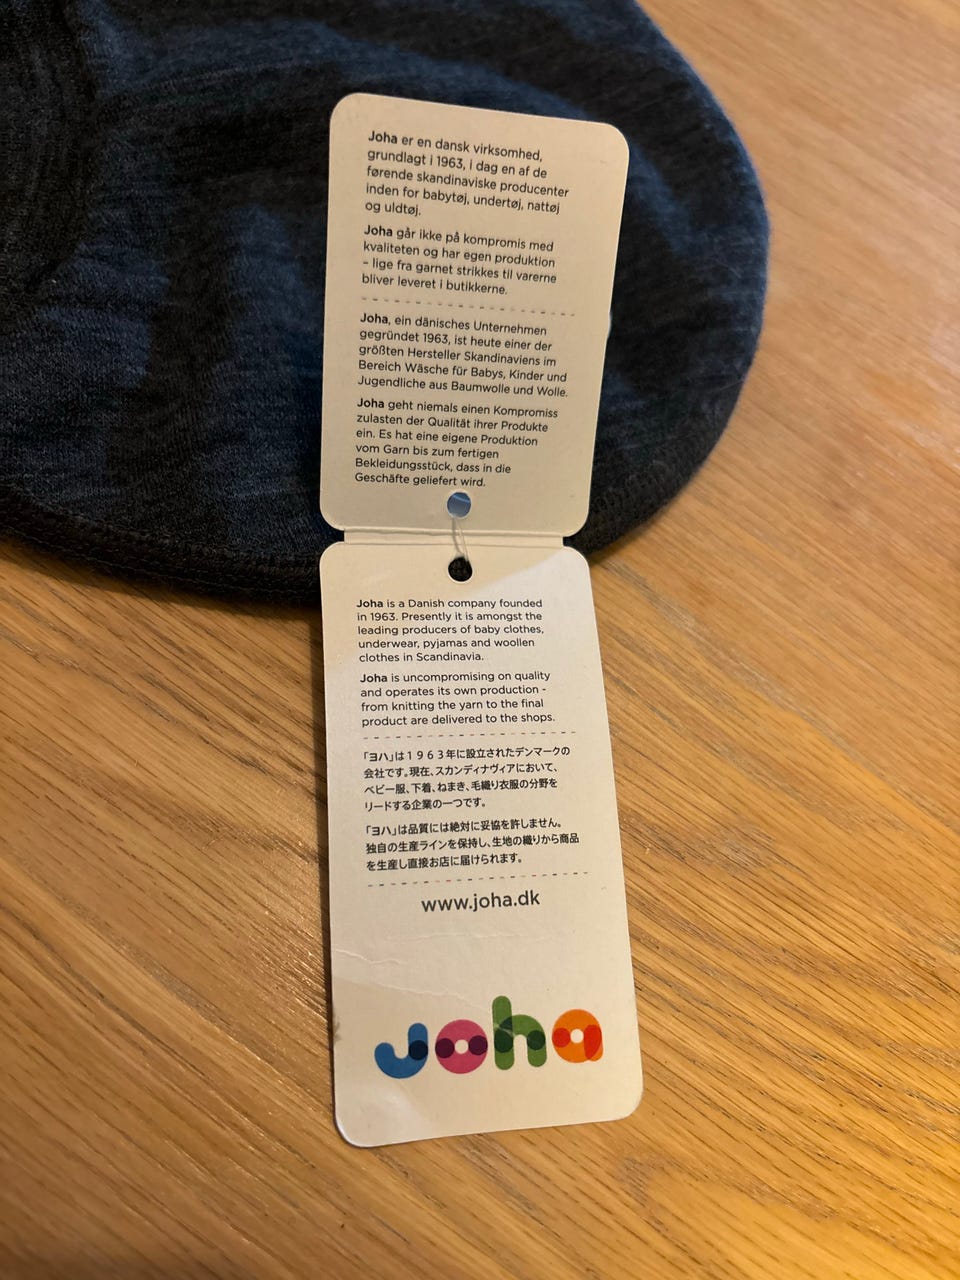 Joha er en dansk virksomhed,
grundlagt i 1963, i dag en af de
førende skandinaviske producenter
inden for babytøj, undertøj, nattøj
og uldtøj.
Joha går ikke på kompromis med
kvaliteten og har egen produktion
– lige fra garnet strikkes til varerne
bliver leveret i butikkerne.
Joha, ein dänisches Unternehmen
gegründet 1963, ist heute einer der
größten Hersteller Skandinaviens im
Bereich Wäsche für Babys, Kinder und
Jugendliche aus Baumwolle und Wolle.
Joha geht niemals einen Kompromiss
zulasten der Qualität ihrer Produkte
ein. Es hat eine eigene Produktion
vom Garn bis zum fertigen
Bekleidungsstück, dass in die
Geschäfte geliefert wird.
Joha is a Danish company founded
in 1963. Presently it is amongst the
leading producers of baby clothes,
underwear, pyjamas and woollen
clothes in Scandinavia.
Joha is uncompromising on quality
and operates its own production -
from knitting the yarn to the final
product are delivered to the shops.
「ヨハ」は１９６３年に設立されたデンマークの
会社です。現在、スカンディナヴィアにおいて、
ベビー服、下着、ねまき、毛織り衣服の分野を
リードする企業の一つです。
「ヨハ」は品質には絶対に妥協を許しません。
独自の生産ラインを保持し、生地の織りから商品
を生産し直接お店に届けられます。
www.joha.dk
joha